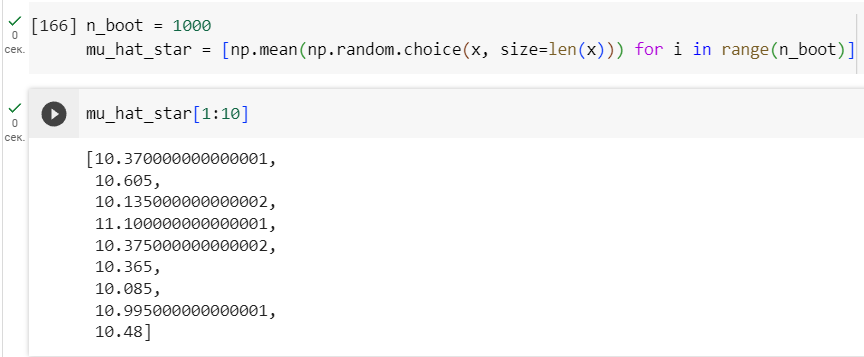 [166] n_boot = 1000
0
сек.
mu_hat_star = [np.mean(np.random.choice(x, size=len(x))) for i in range(n_boot)]
0
сек.
mu_hat_star[1:10]
[10.370000000000001,
10.605,
10.135000000000002,
11.100000000000001,
10.375000000000002,
10.365,
10.085,
10.995000000000001,
10.48]